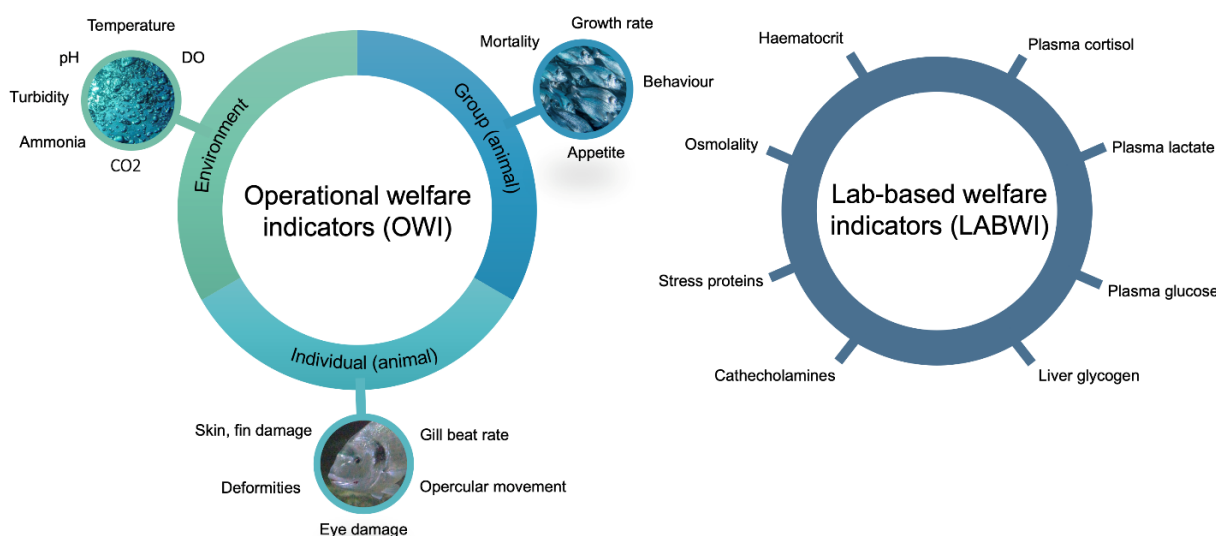 Temperature
pH
DO
Turbidity
Ammonia
CO2
Environment
Growth rate
Mortality
Behaviour
Appetite
Group (animal)
Operational welfare
indicators (OWI)
Individual (animal)
Skin, fin damage
Gill beat rate
Deformities
Opercular movement
Eye damage
Haematocrit
Plasma cortisol
Osmolality
Plasma lactate
Lab-based welfare
indicators (LABWI)
Stress proteins
Plasma glucose
Cathecholamines
Liver glycogen